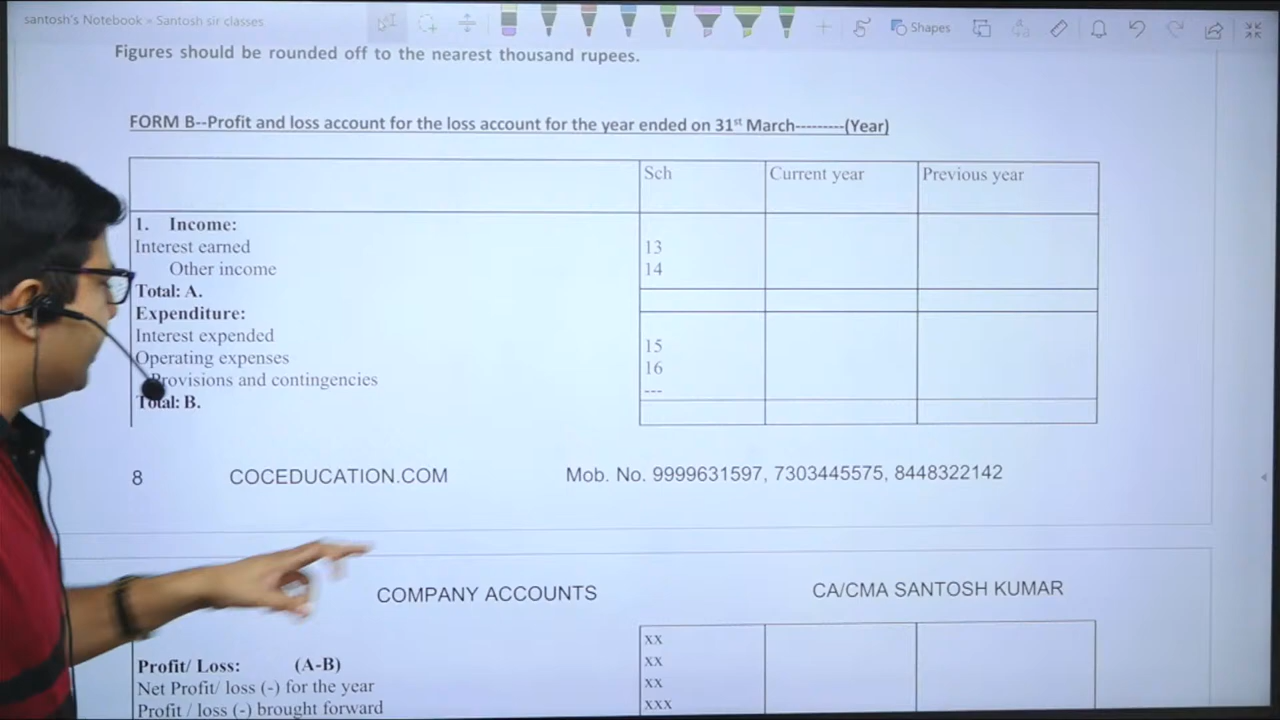 santosh's Notebook » Santosh sir classes
Shapes
Figures should be rounded off to the nearest thousand rupees.
FORM B--Profit and loss account for the loss account for the year ended on 31st March---------(Year)
Sch Current year Previous year
1. Income:
Interest earned 13
Other income 14
Total: A.
Expenditure:
Interest expended 15
Operating expenses 16
Provisions and contingencies ---
Total: B.
8 COCEDUCATION.COM Mob. No. 9999631597, 7303445575, 8448322142
COMPANY ACCOUNTS CA/CMA SANTOSH KUMAR
xx
Profit/ Loss: (A-B) xx
Net Profit/ loss (-) for the year xx
Profit / loss (-) brought forward xxx